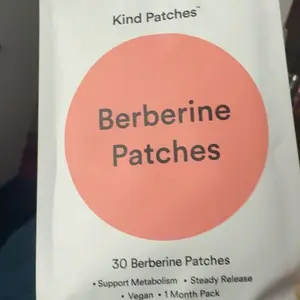 Kind Patches™
Berberine
Patches
30 Berberine Patches
• Support Metabolism • Steady Release
• Vegan • 1 Month Pack